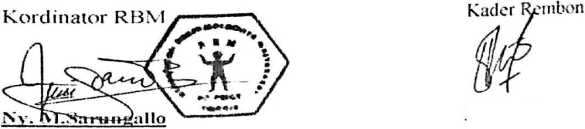 Kordinator RBM
Kader Rembon
R B M
Ny. M.Sarungallo